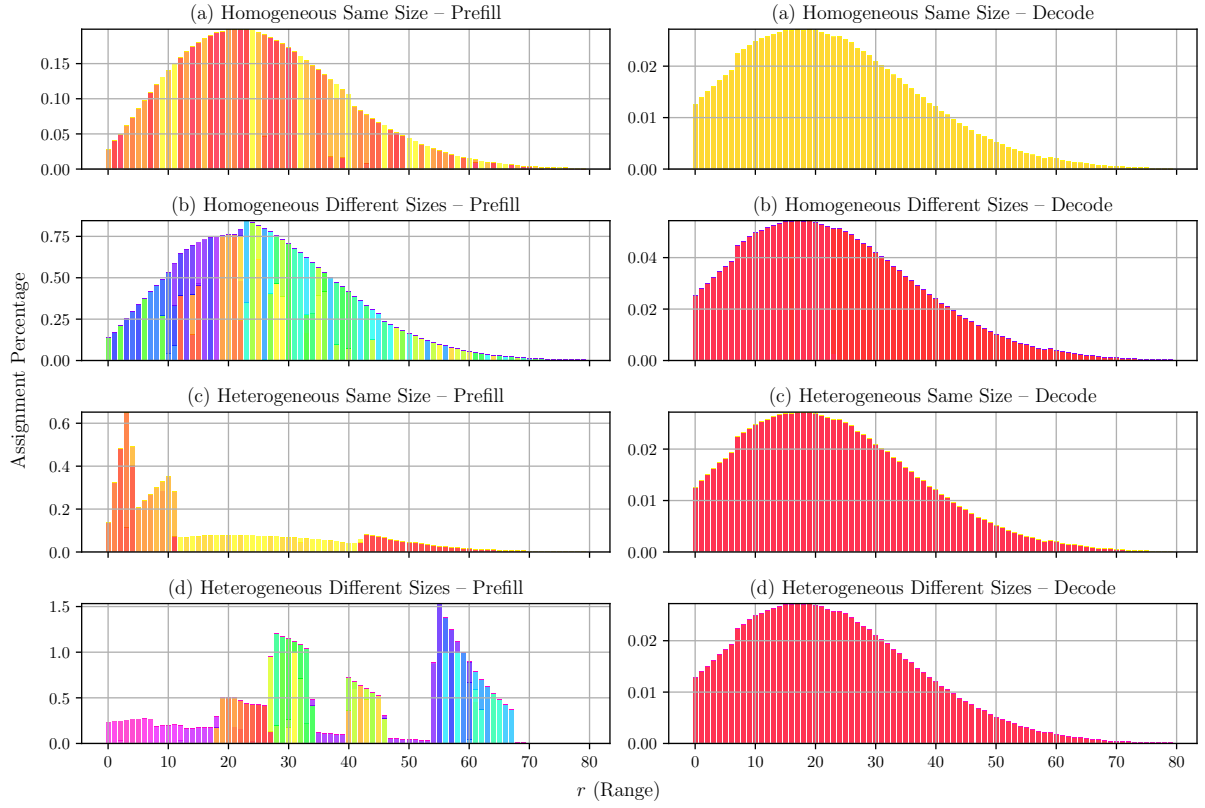 (a) Homogeneous Same Size – Prefill
0.15
0.10
0.05
0.00
(a) Homogeneous Same Size – Decode
0.02
0.01
0.00
(b) Homogeneous Different Sizes – Prefill
0.75
0.50
0.25
0.00
(b) Homogeneous Different Sizes – Decode
0.04
0.02
0.00
Assignment Percentage
(c) Heterogeneous Same Size – Prefill
0.6
0.4
0.2
0.0
(c) Heterogeneous Same Size – Decode
0.02
0.01
0.00
(d) Heterogeneous Different Sizes – Prefill
1.5
1.0
0.5
0.0
0 10 20 30 40 50 60 70 80
(d) Heterogeneous Different Sizes – Decode
0.02
0.01
0.00
0 10 20 30 40 50 60 70 80
r (Range)